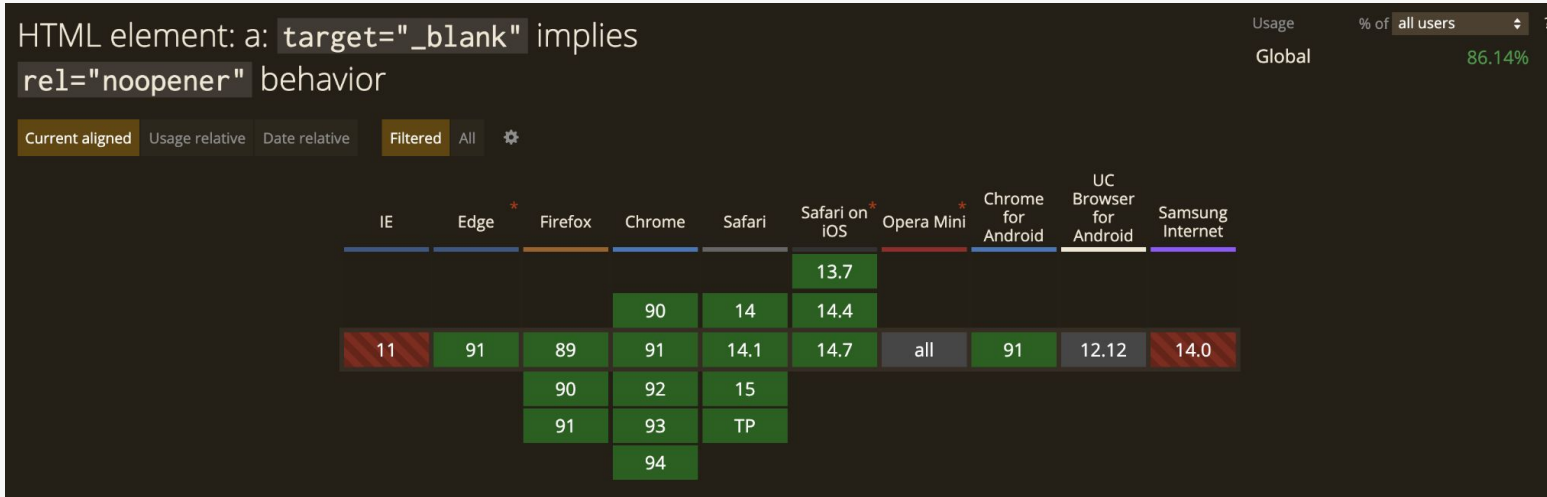 HTML element: a: target="_blank" implies
rel="noopener" behavior
Usage % of all users ?
Global 86.14%
Current aligned Usage relative Date relative Filtered All
IE Edge * Firefox Chrome Safari Safari on iOS * Opera Mini * Chrome for Android UC Browser for Android Samsung Internet
13.7
90 14 14.4
11 91 89 91 14.1 14.7 all 91 12.12 14.0
90 92 15
91 93 TP
94